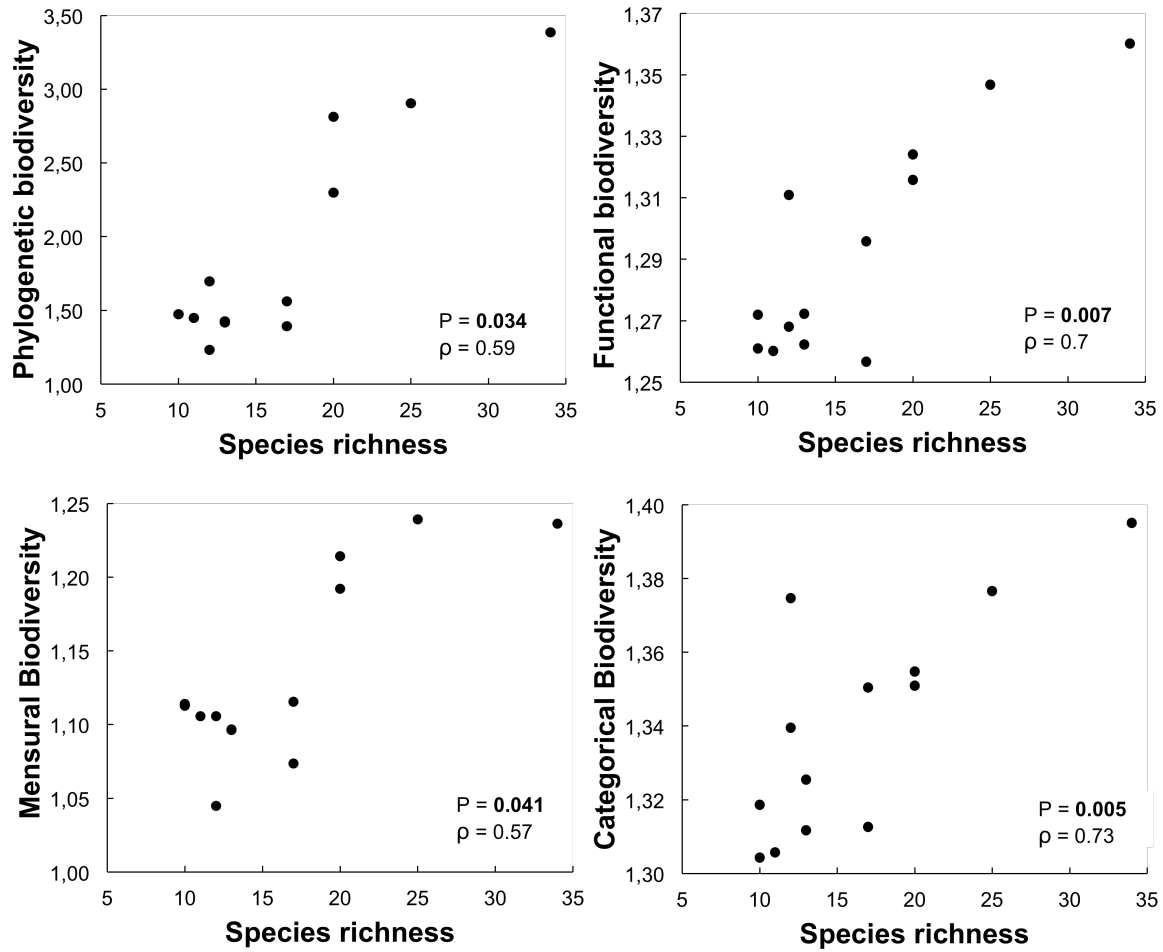 Phylogenetic biodiversity
3,50
3,00
2,50
2,00
1,50
1,00
P = 0.034
ρ = 0.59
5 10 15 20 25 30 35
Species richness
Functional biodiversity
1,37
1,35
1,33
1,31
1,29
1,27
1,25
P = 0.007
ρ = 0.7
5 10 15 20 25 30 35
Species richness
Mensural Biodiversity
1,25
1,20
1,15
1,10
1,05
1,00
P = 0.041
ρ = 0.57
5 10 15 20 25 30 35
Species richness
Categorical Biodiversity
1,40
1,38
1,36
1,34
1,32
1,30
P = 0.005
ρ = 0.73
5 10 15 20 25 30 35
Species richness